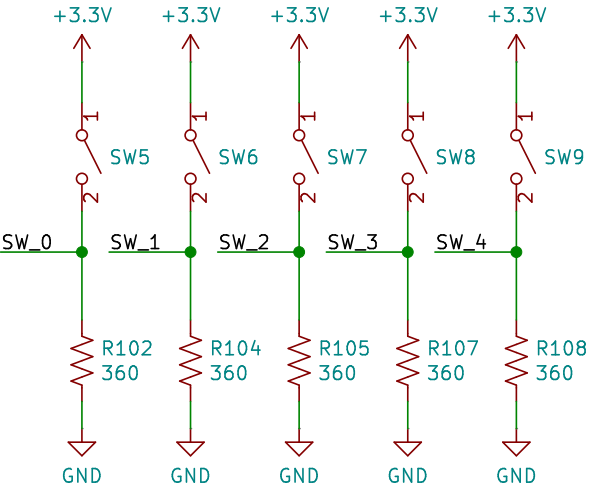 +3.3V +3.3V +3.3V +3.3V +3.3V
1 1 1 1 1
SW5 SW6 SW7 SW8 SW9
2 2 2 2 2
SW_0 SW_1 SW_2 SW_3 SW_4
R102 R104 R105 R107 R108
360 360 360 360 360
GND GND GND GND GND